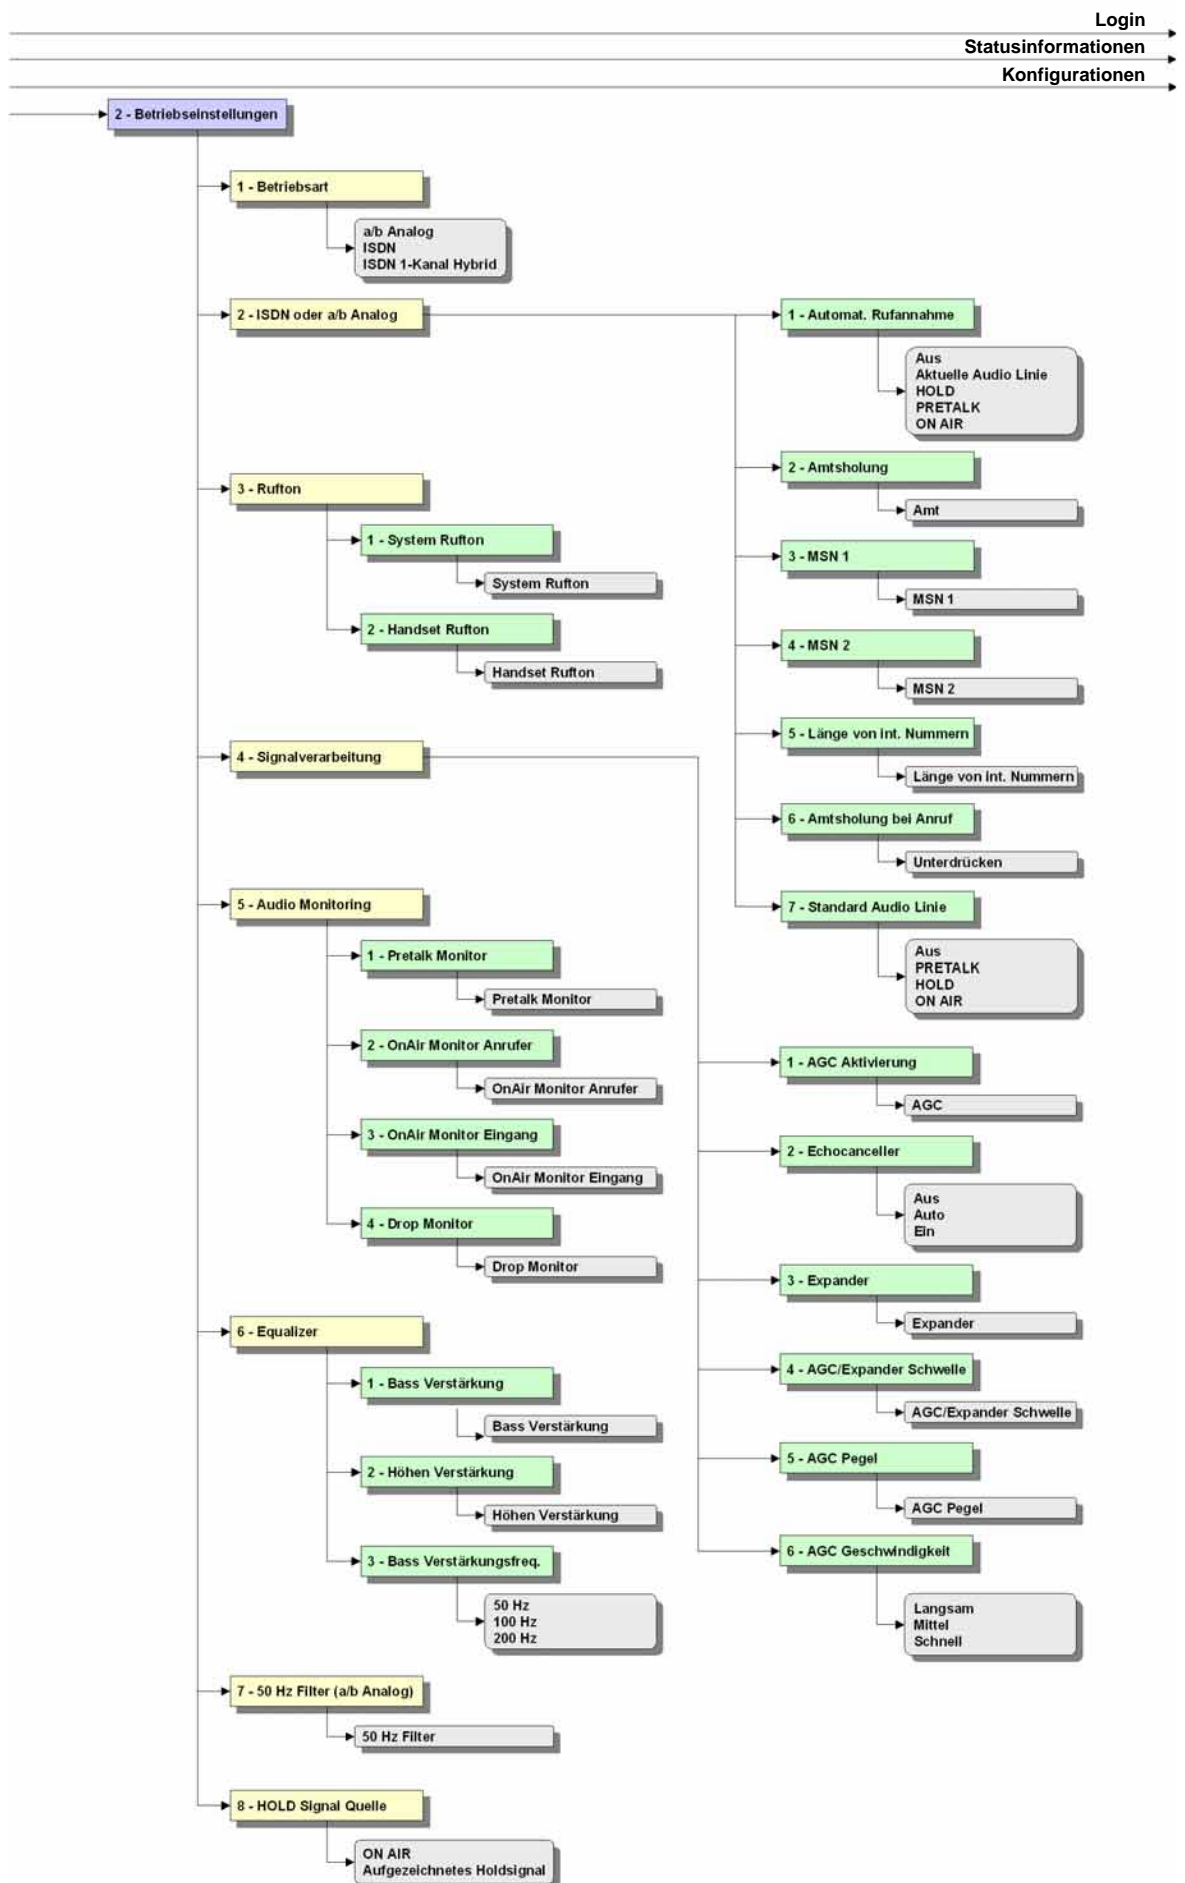 Login
Statusinformationen
Konfigurationen
2 - Betriebseinstellungen
1 - Betriebsart
a/b Analog
ISDN
ISDN 1-Kanal Hybrid
2 - ISDN oder a/b Analog
1 - Automat. Rufannahme
Aus
Aktuelle Audio Linie
HOLD
PRETALK
ON AIR
2 - Amtsholung
Amt
3 - MSN 1
MSN 1
4 - MSN 2
MSN 2
5 - Länge von int. Nummern
Länge von int. Nummern
6 - Amtsholung bei Anruf
Unterdrücken
7 - Standard Audio Linie
Aus
PRETALK
HOLD
ON AIR
3 - Rufton
1 - System Rufton
System Rufton
2 - Handset Rufton
Handset Rufton
4 - Signalverarbeitung
1 - AGC Aktivierung
AGC
2 - Echocanceller
Aus
Auto
Ein
3 - Expander
Expander
4 - AGC/Expander Schwelle
AGC/Expander Schwelle
5 - AGC Pegel
AGC Pegel
6 - AGC Geschwindigkeit
Langsam
Mittel
Schnell
5 - Audio Monitoring
1 - Pretalk Monitor
Pretalk Monitor
2 - OnAir Monitor Anrufer
OnAir Monitor Anrufer
3 - OnAir Monitor Eingang
OnAir Monitor Eingang
4 - Drop Monitor
Drop Monitor
6 - Equalizer
1 - Bass Verstärkung
Bass Verstärkung
2 - Höhen Verstärkung
Höhen Verstärkung
3 - Bass Verstärkungsfreq.
50 Hz
100 Hz
200 Hz
7 - 50 Hz Filter (a/b Analog)
50 Hz Filter
8 - HOLD Signal Quelle
ON AIR
Aufgezeichnetes Holdsignal